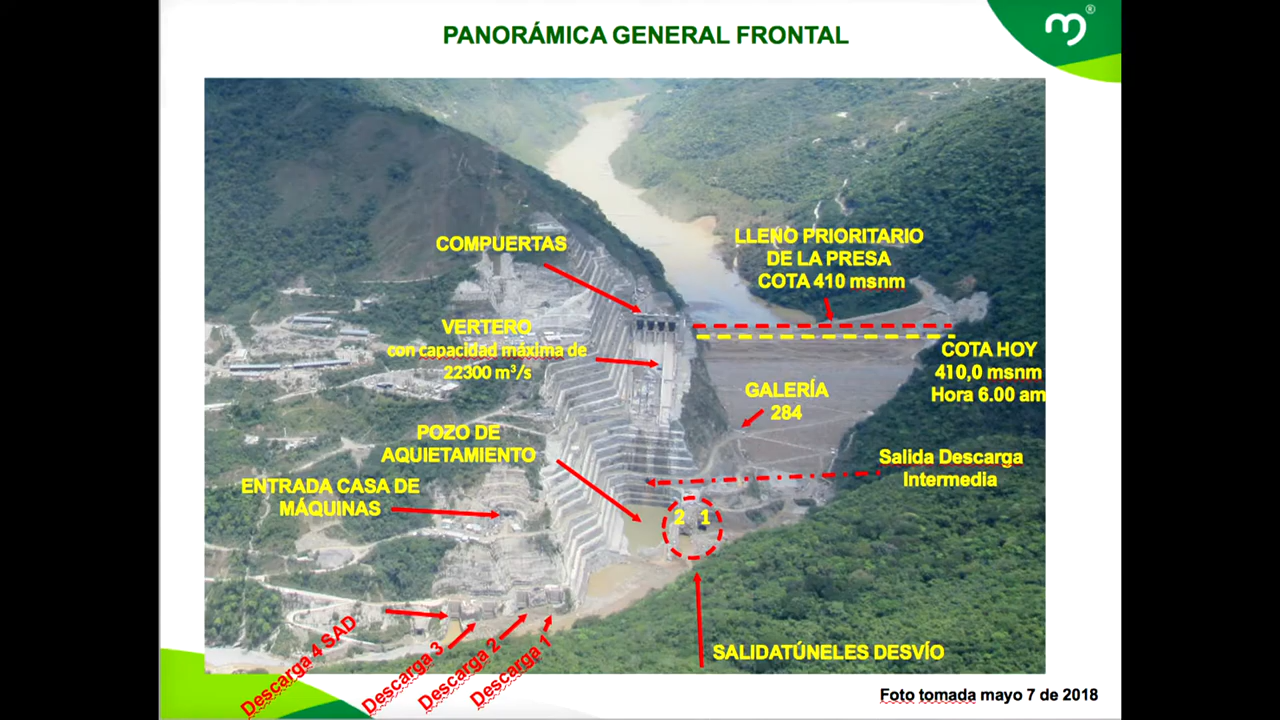 PANORÁMICA GENERAL FRONTAL
COMPUERTAS
LLENO PRIORITARIO
DE LA PRESA
COTA 410 msnm
VERTERO
con capacidad máxima de
22300 m³/s
COTA HOY
410,0 msnm
Hora 6.00 am
GALERÍA
284
POZO DE
AQUIETAMIENTO
Salida Descarga
Intermedia
ENTRADA CASA DE
MÁQUINAS
2 1
Descarga 4 SAD
Descarga 3
Descarga 2
Descarga 1
SALIDATÚNELES DESVÍO
Foto tomada mayo 7 de 2018